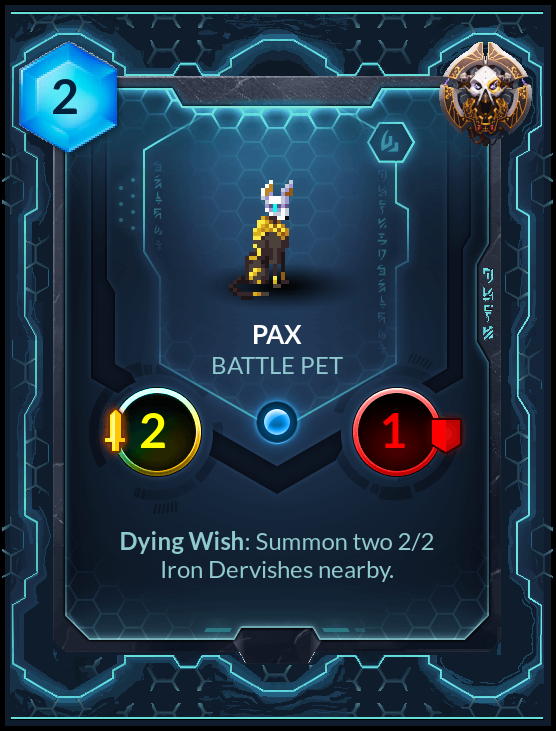 2
PAX
BATTLE PET
2
1
Dying Wish: Summon two 2/2
Iron Dervishes nearby.